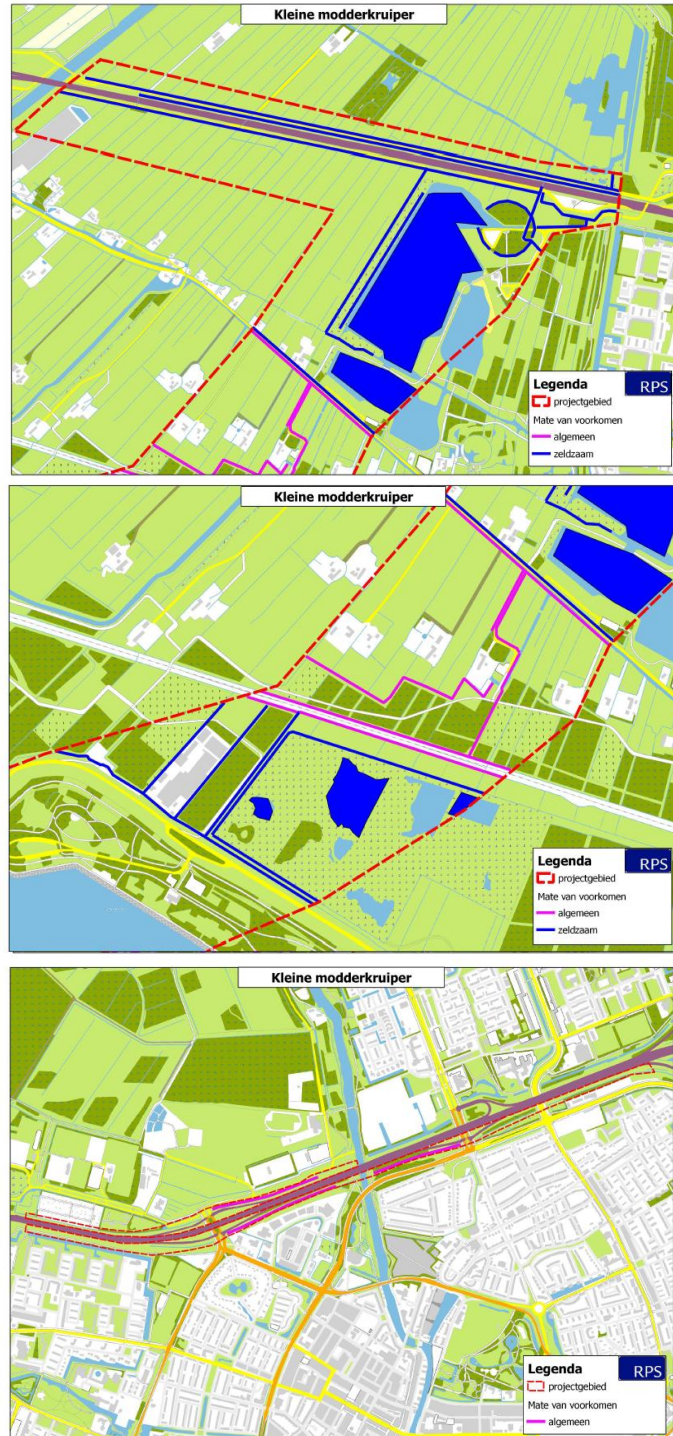 Kleine modderkruiper
Legenda
RPS
projectgebied
Mate van voorkomen
algemeen
zeldzaam
Kleine modderkruiper
Legenda
RPS
projectgebied
Mate van voorkomen
algemeen
zeldzaam
Kleine modderkruiper
Legenda
RPS
projectgebied
Mate van voorkomen
algemeen